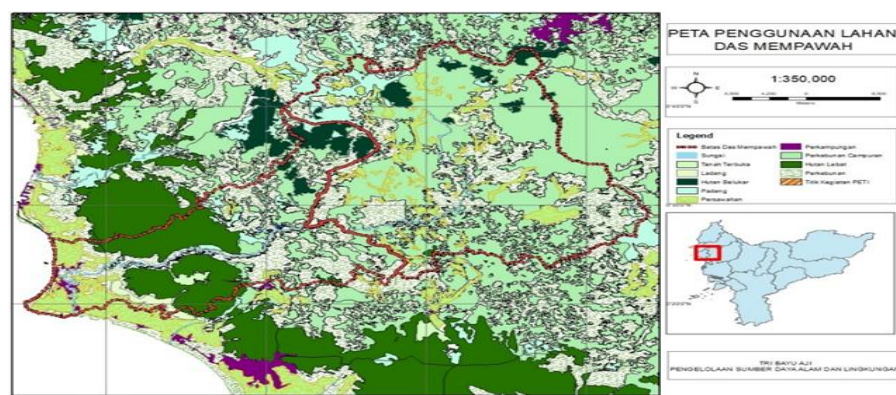 PETA PENGGUNAAN LAHAN
DAS MEMPAWAH
N
W
E
S
1:350,000
Legend
Batas Das Mempawah
Sungai
Tanah Terbuka
Ladang
Hutan Belukar
Padang
Persawahan
Perkampungan
Perkebunan Campuran
Hutan Lebat
Perkebunan
Titik Kegiatan PETI
TRI BAYU AJI
PENGELOLAAN SUMBER DAYA ALAM DAN LINGKUNGAN